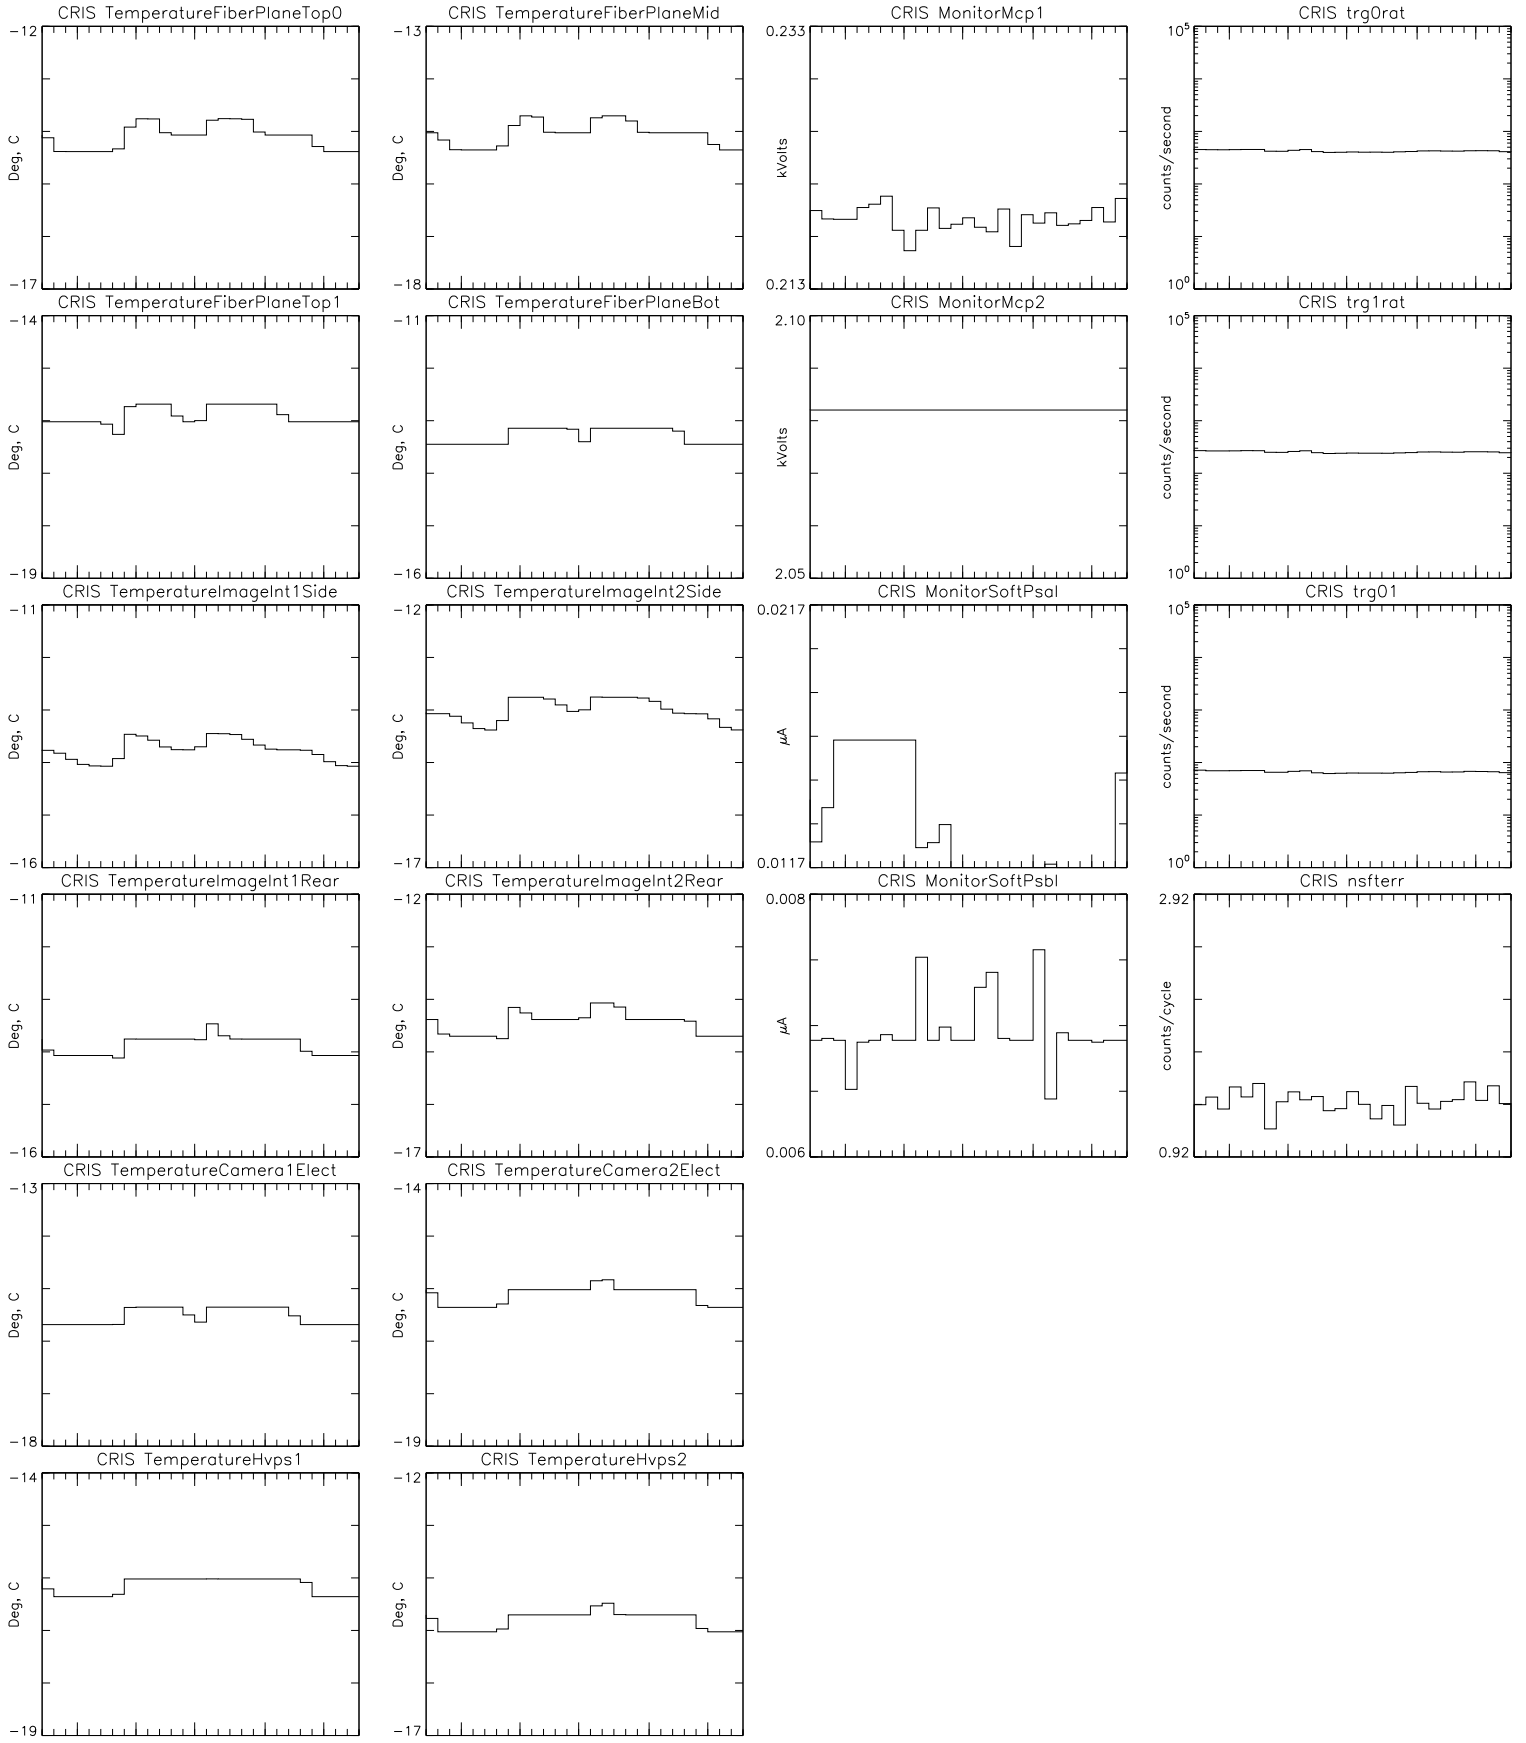 CRIS TemperatureFiberPlaneTop0
−12
Deg, C
−17
CRIS TemperatureFiberPlaneMid
−13
Deg, C
−18
CRIS MonitorMcp1
0.233
kVolts
0.213
CRIS trg0rat
10⁵
counts/second
10⁰
CRIS TemperatureFiberPlaneTop1
−14
Deg, C
−19
CRIS TemperatureFiberPlaneBot
−11
Deg, C
−16
CRIS MonitorMcp2
2.10
kVolts
2.05
CRIS trg1rat
10⁵
counts/second
10⁰
CRIS TemperatureImageInt1Side
−11
Deg, C
−16
CRIS TemperatureImageInt2Side
−12
Deg, C
−17
CRIS MonitorSoftPsaI
0.0217
μA
0.0117
CRIS trg01
10⁵
counts/second
10⁰
CRIS TemperatureImageInt1Rear
−11
Deg, C
−16
CRIS TemperatureImageInt2Rear
−12
Deg, C
−17
CRIS MonitorSoftPsbI
0.008
μA
0.006
CRIS nsfterr
2.92
counts/cycle
0.92
CRIS TemperatureCamera1Elect
−13
Deg, C
−18
CRIS TemperatureCamera2Elect
−14
Deg, C
−19
CRIS TemperatureHvps1
−14
Deg, C
−19
CRIS TemperatureHvps2
−12
Deg, C
−17